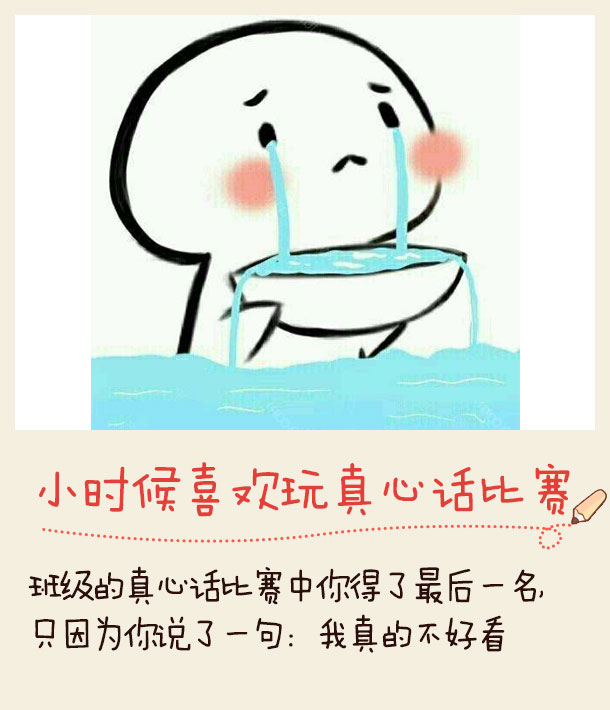 小时候喜欢玩真心话比赛
班级的真心话比赛中你得了最后一名,
只因为你说了一句: 我真的不好看